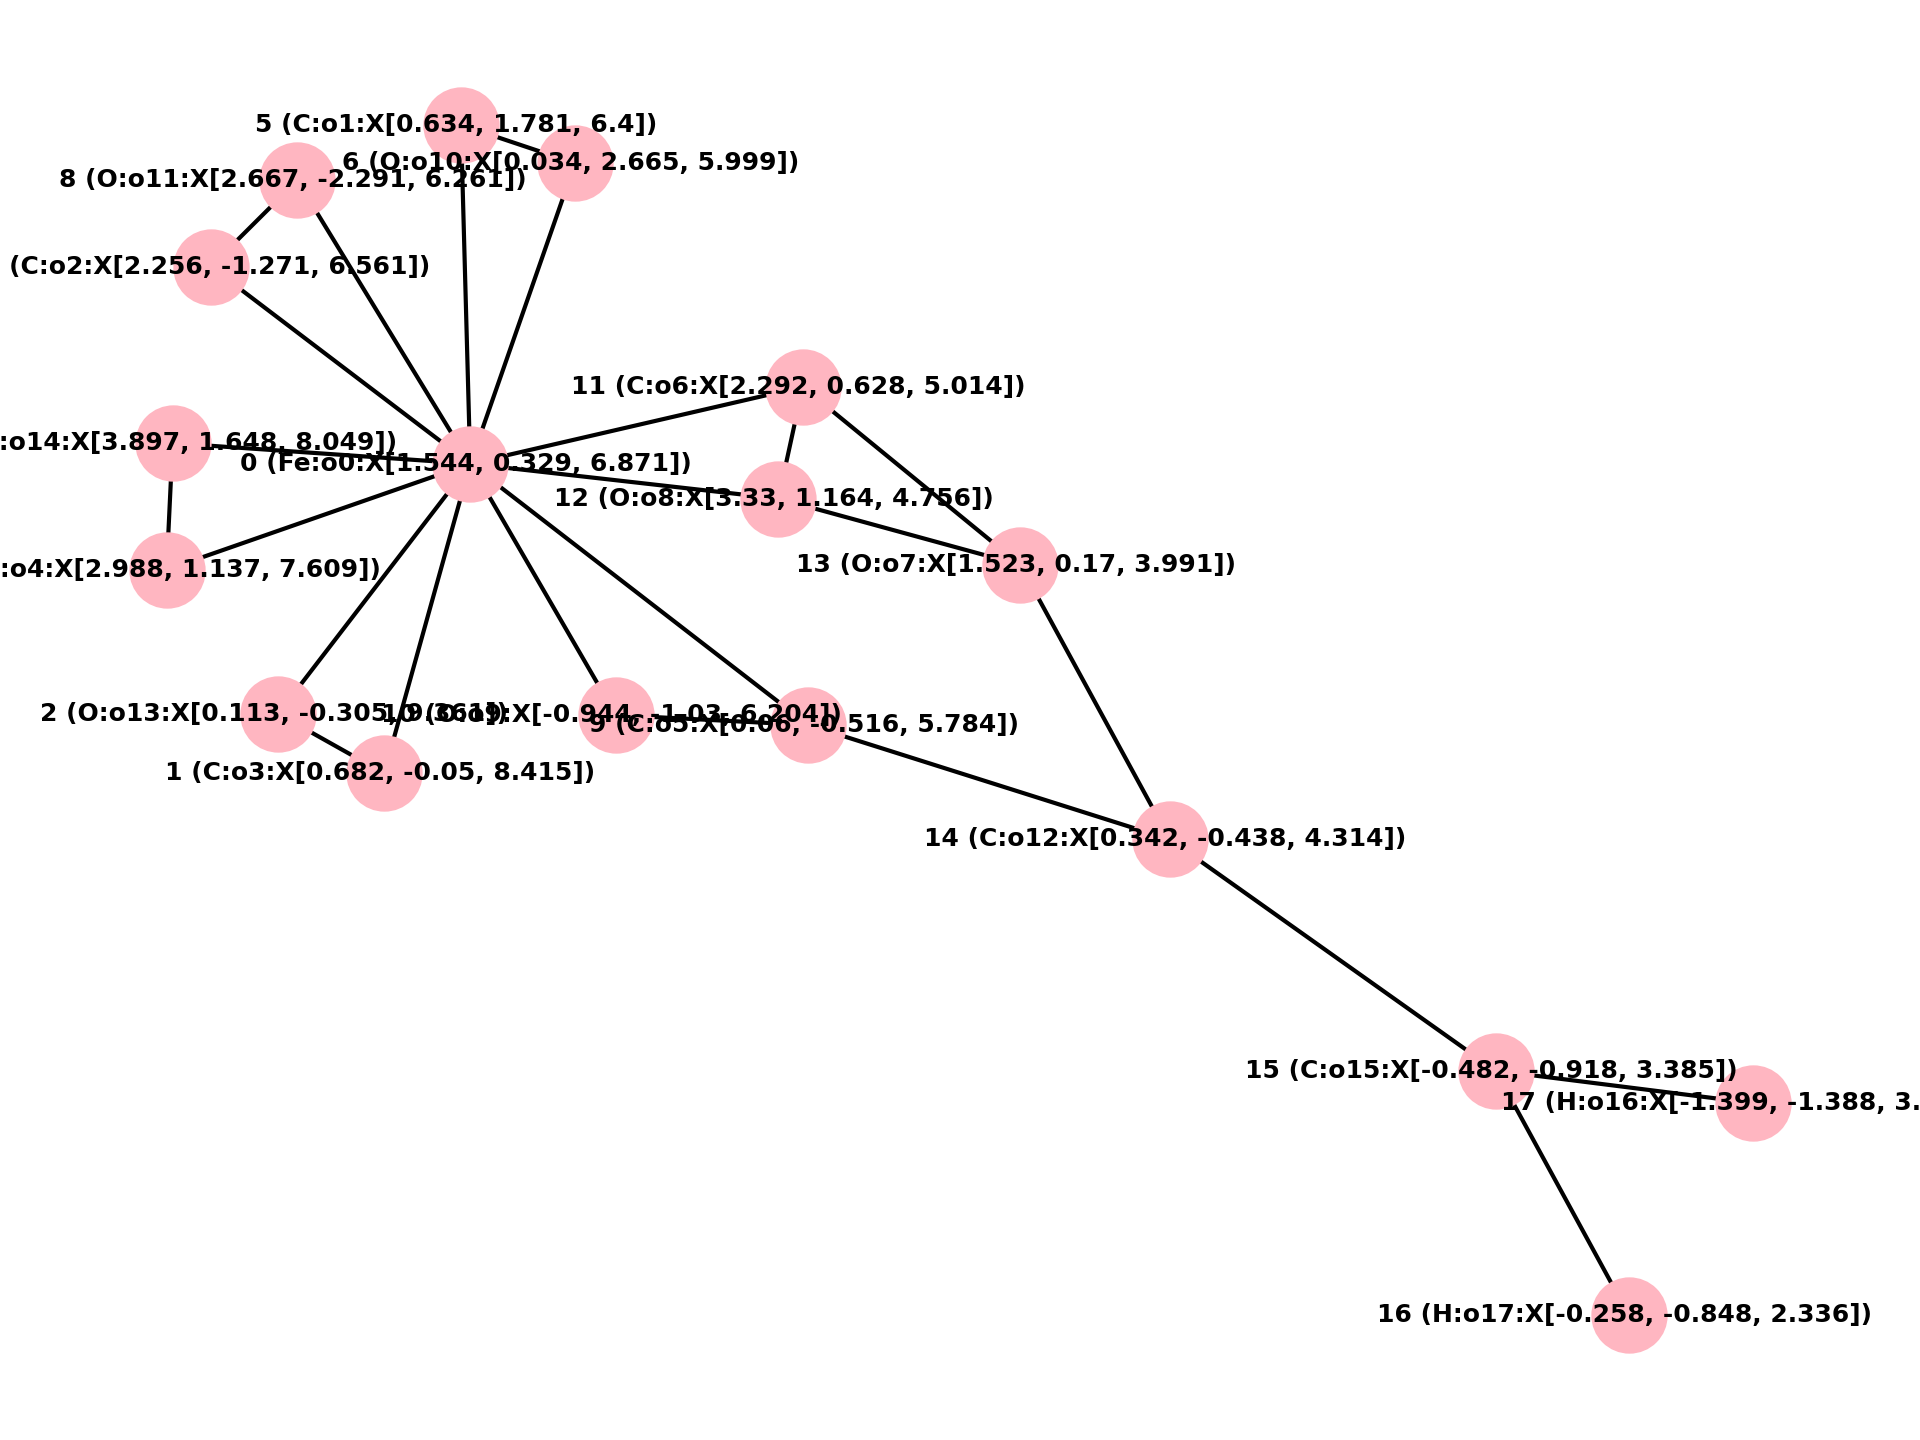 5 (C:o1:X[0.634, 1.781, 6.4])
6 (O:o10:X[0.034, 2.665, 5.999])
8 (O:o11:X[2.667, -2.291, 6.261])
(C:o2:X[2.256, -1.271, 6.561])
11 (C:o6:X[2.292, 0.628, 5.014])
:o14:X[3.897, 1.648, 8.049])
0 (Fe:o0:X[1.544, 0.329, 6.871])
12 (O:o8:X[3.33, 1.164, 4.756])
13 (O:o7:X[1.523, 0.17, 3.991])
:o4:X[2.988, 1.137, 7.609])
2 (O:o13:X[0.113, -0.305, 9.361])
10 (O:o9:X[-0.944, -1.03, 6.204])
9 (C:o5:X[0.06, -0.516, 5.784])
1 (C:o3:X[0.682, -0.05, 8.415])
14 (C:o12:X[0.342, -0.438, 4.314])
15 (C:o15:X[-0.482, -0.918, 3.385])
17 (H:o16:X[-1.399, -1.388, 3.
16 (H:o17:X[-0.258, -0.848, 2.336])